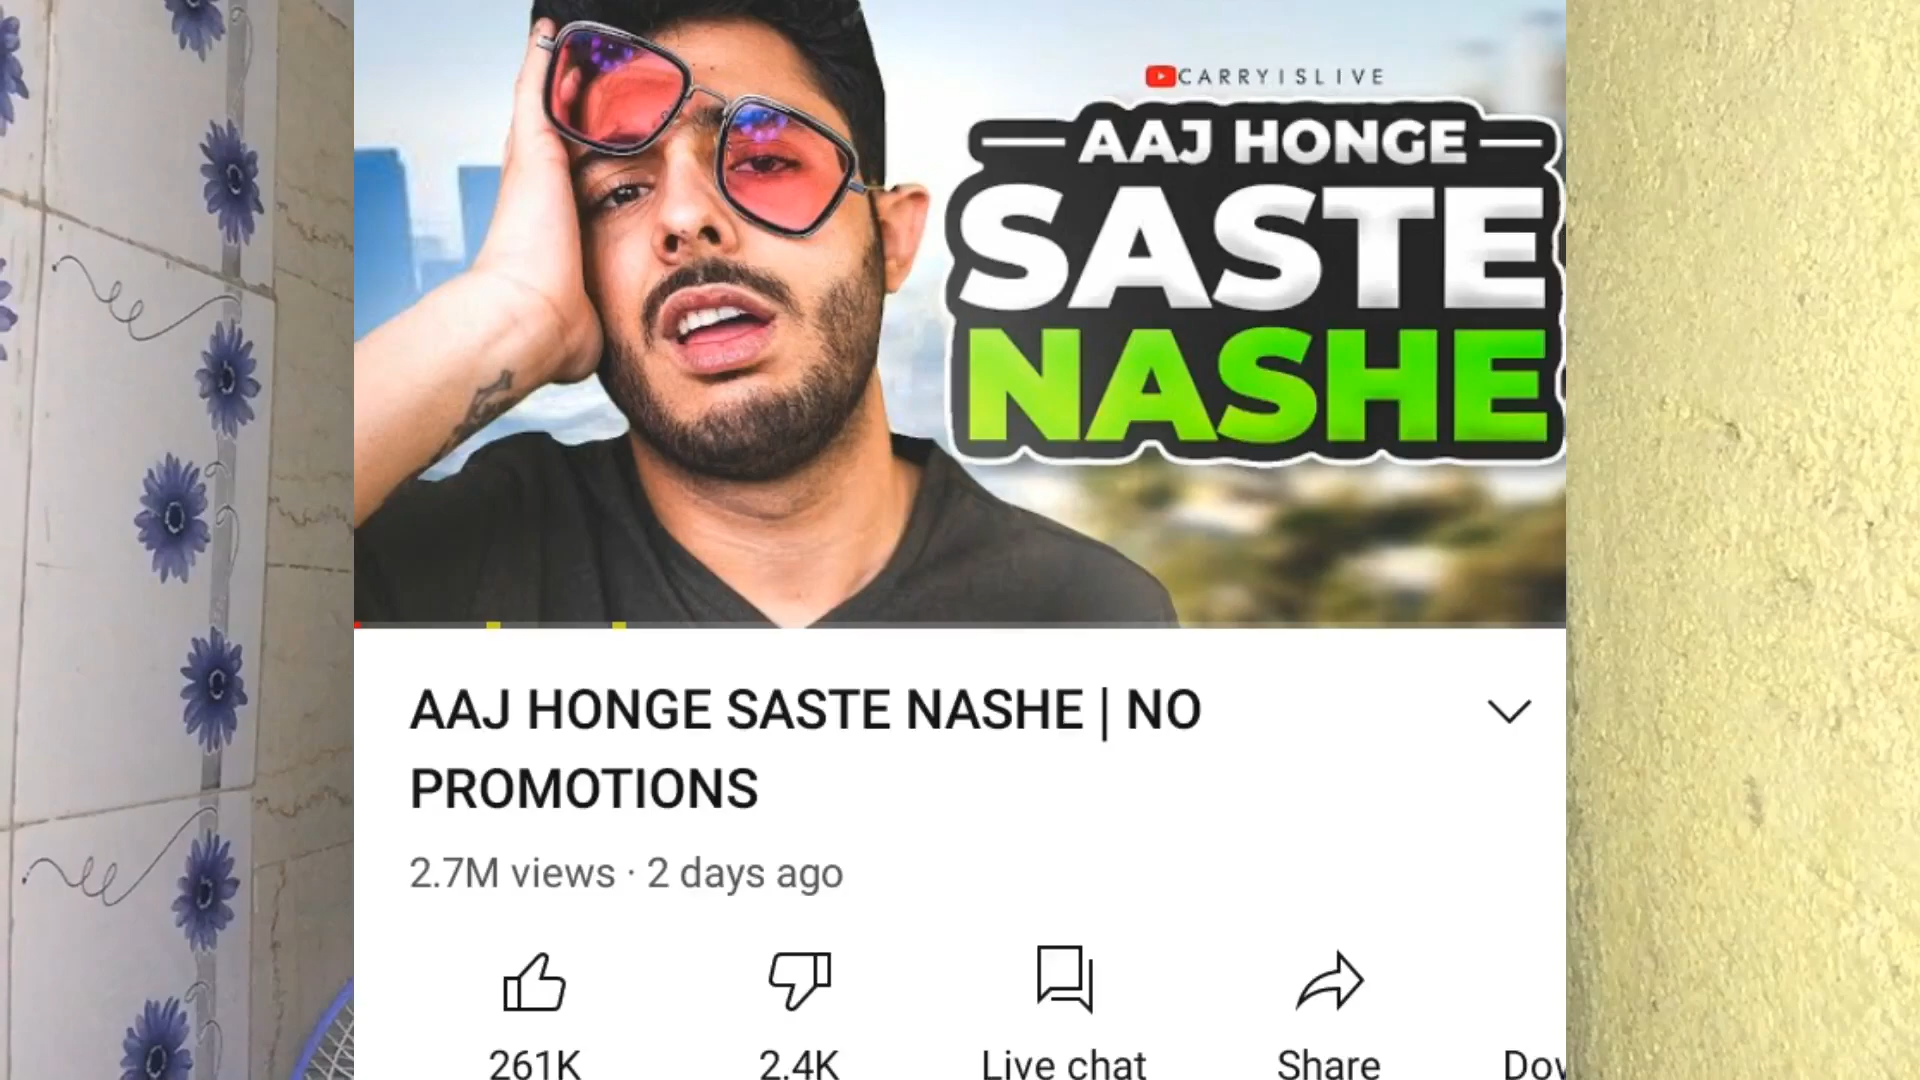 CARRYISLIVE
AAJ HONGE
SASTE
NASHE
AAJ HONGE SASTE NASHE | NO
PROMOTIONS
2.7M views · 2 days ago
261K 2.4K Live chat Share Dow